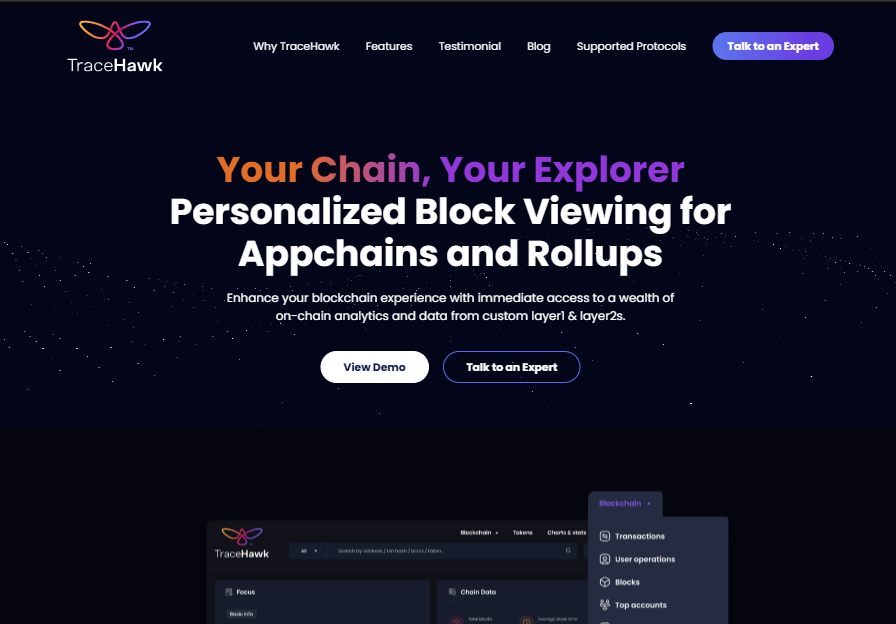 TM
TraceHawk
Why TraceHawk
Features
Testimonial
Blog
Supported Protocols
Talk to an Expert
Your Chain, Your Explorer
Personalized Block Viewing for
Appchains and Rollups
Enhance your blockchain experience with immediate access to a wealth of
on-chain analytics and data from custom layer1 & layer2s.
View Demo
Talk to an Expert
Blockchain
TraceHawk
Blockchain
Tokens
Charts & stats
All
Search by address / txn hash / block / token...
Transactions
User operations
Blocks
Top accounts
Focus
Chain Data
Basic Info
Total blocks
Average block time